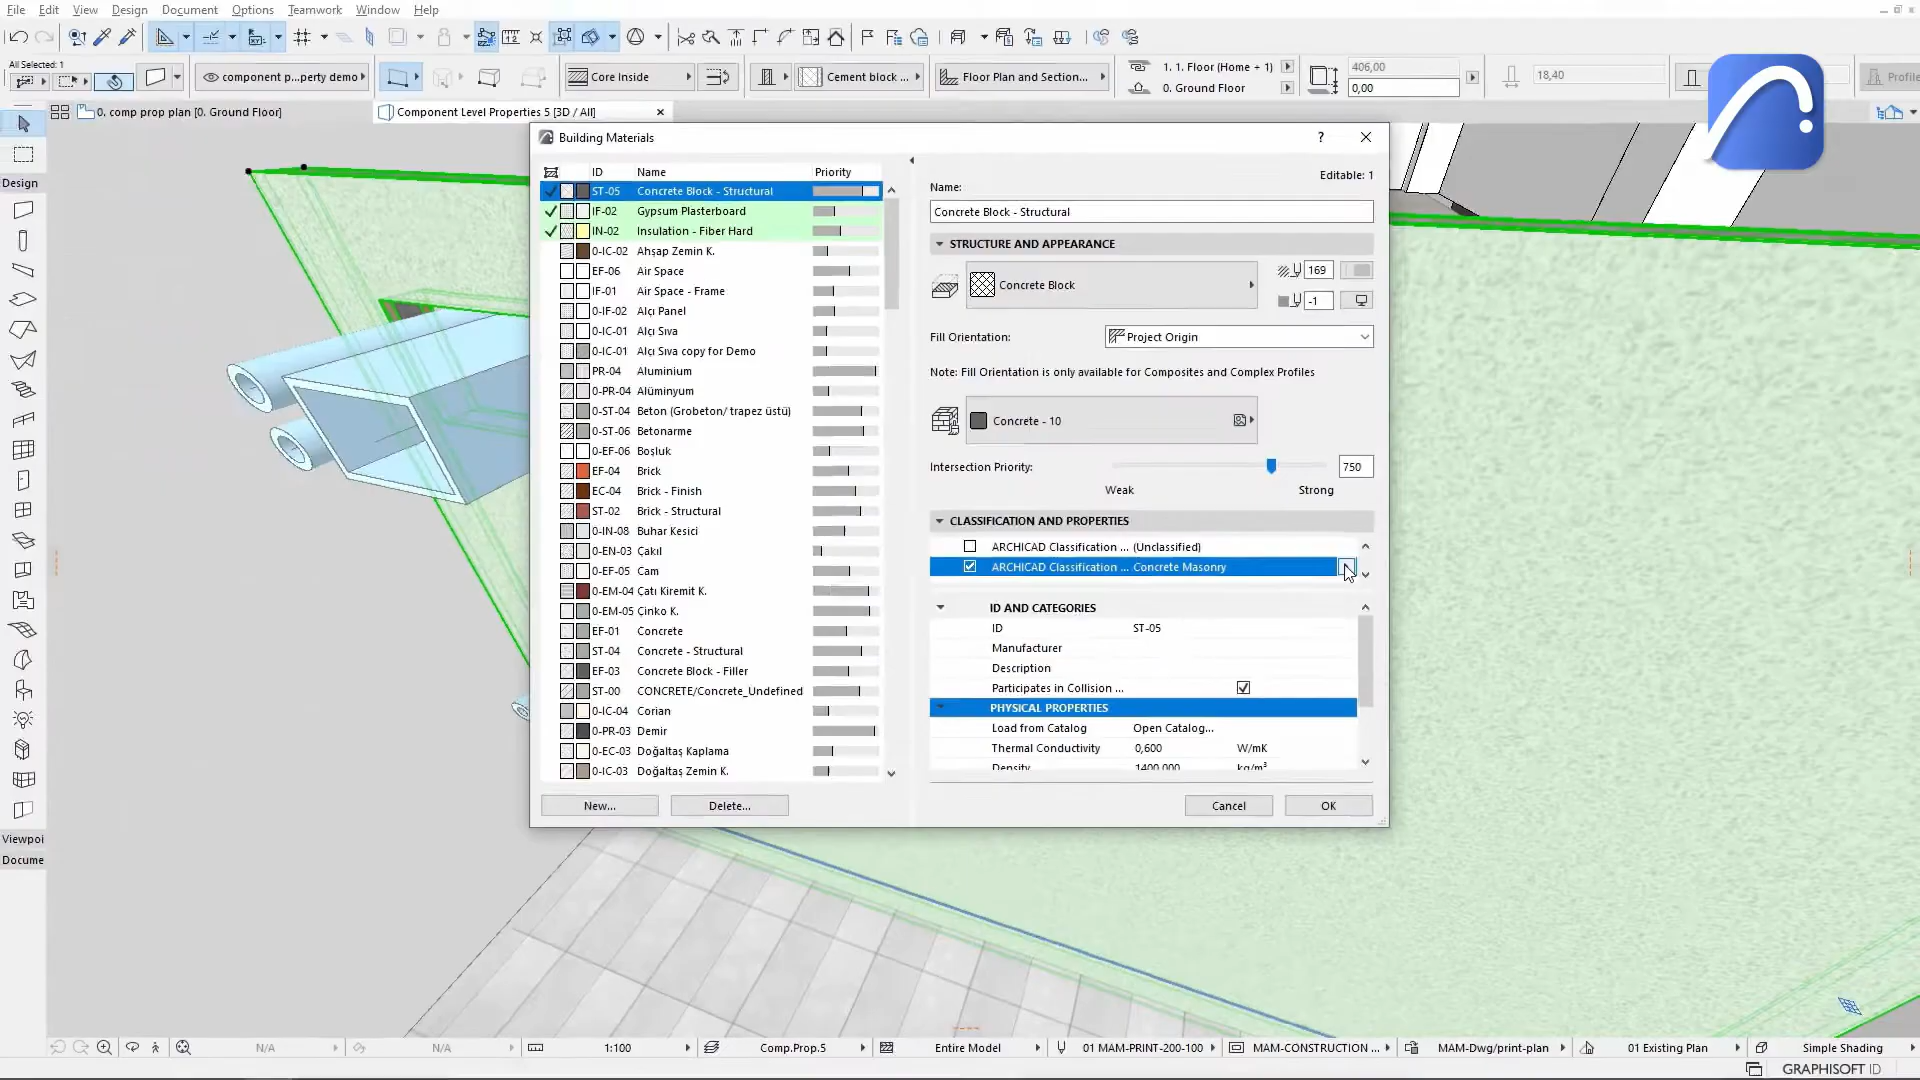 File Edit View Design Document Options Teamwork Window Help
All Selected: 1
component p...perty demo
Core Inside
Cement block ...
Floor Plan and Section...
1. 1. Floor (Home + 1)
0. Ground Floor
406,00
0,00
18,40
Profile
0. comp prop plan [0. Ground Floor]
Component Level Properties 5 [3D / All]
Design
Viewpoi
Docume
Building Materials
?
ID Name Priority
ST-05 Concrete Block - Structural
IF-02 Gypsum Plasterboard
IN-02 Insulation - Fiber Hard
0-IC-02 Ahşap Zemin K.
EF-06 Air Space
IF-01 Air Space - Frame
0-IF-02 Alçı Panel
0-IC-01 Alçı Sıva
0-IC-01 Alçı Sıva copy for Demo
PR-04 Aluminium
0-PR-04 Alüminyum
0-ST-04 Beton (Grobeton/ trapez üstü)
0-ST-06 Betonarme
0-EF-06 Boşluk
EF-04 Brick
EC-04 Brick - Finish
ST-02 Brick - Structural
0-IN-08 Buhar Kesici
0-EN-03 Çakıl
0-EF-05 Cam
0-EM-04 Çatı Kiremit K.
0-EM-05 Çinko K.
EF-01 Concrete
ST-04 Concrete - Structural
EF-03 Concrete Block - Filler
ST-00 CONCRETE/Concrete_Undefined
0-IC-04 Corian
PR-03 Demir
0-EC-03 Doğaltaş Kaplama
0-IC-03 Doğaltaş Zemin K.
New...
Delete...
Editable: 1
Name:
Concrete Block - Structural
STRUCTURE AND APPEARANCE
Concrete Block
169
-1
Fill Orientation:
Project Origin
Note: Fill Orientation is only available for Composites and Complex Profiles
Concrete - 10
Intersection Priority:
750
Weak
Strong
CLASSIFICATION AND PROPERTIES
ARCHICAD Classification ... (Unclassified)
ARCHICAD Classification ... Concrete Masonry
ID AND CATEGORIES
ID ST-05
Manufacturer
Description
Participates in Collision ...
PHYSICAL PROPERTIES
Load from Catalog Open Catalog...
Thermal Conductivity 0,600 W/mK
Density 1400,000 kg/m³
Cancel
OK
N/A
N/A
1:100
Comp.Prop.5
Entire Model
01 MAM-PRINT-200-100
MAM-CONSTRUCTION ...
MAM-Dwg/print-plan
01 Existing Plan
Simple Shading
GRAPHISOFT ID